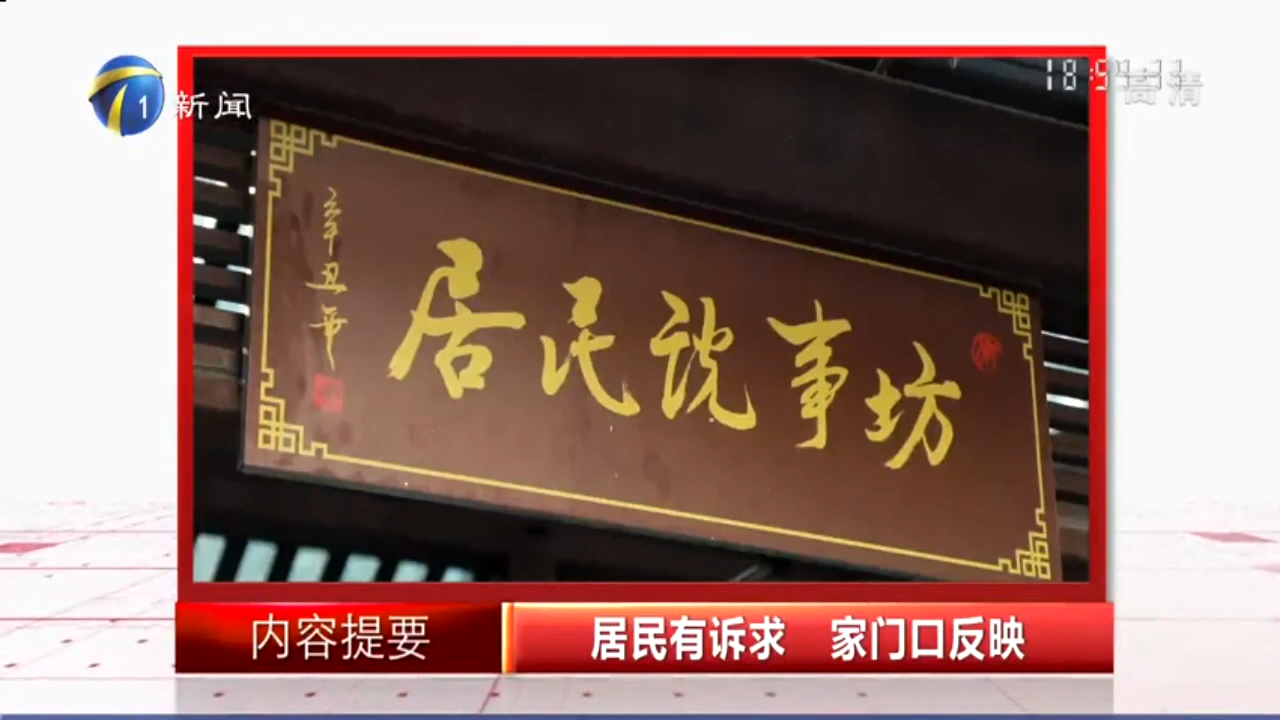 1 新闻
高清
居民说事坊
辛丑年
内容提要
居民有诉求 家门口反映